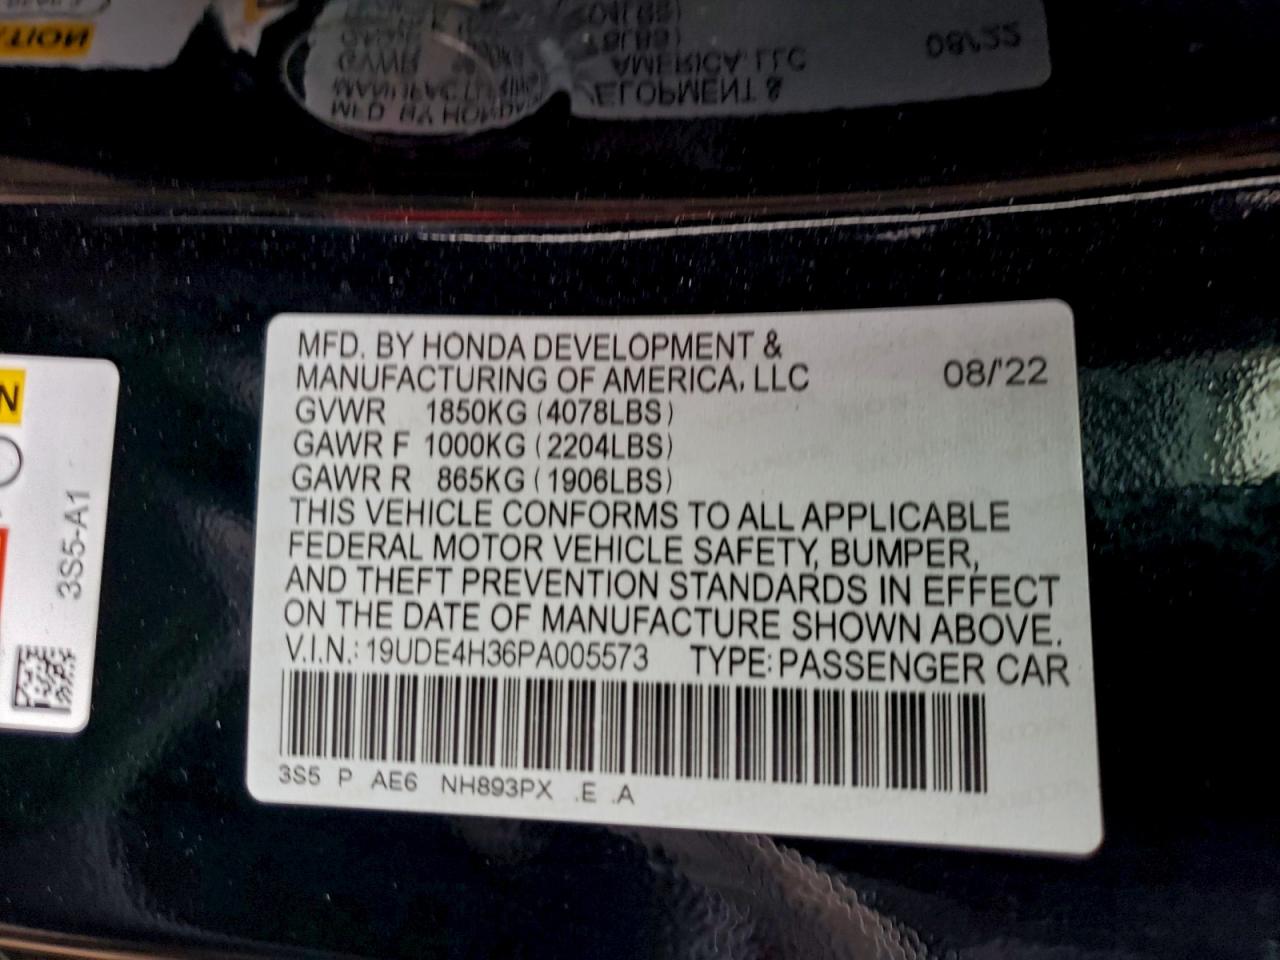 MFD. BY HONDA DEVELOPMENT &
MANUFACTURING OF AMERICA, LLC 08/'22
GVWR 1850KG (4078LBS)
GAWR F 1000KG (2204LBS)
GAWR R 865KG (1906LBS)
THIS VEHICLE CONFORMS TO ALL APPLICABLE
FEDERAL MOTOR VEHICLE SAFETY, BUMPER,
AND THEFT PREVENTION STANDARDS IN EFFECT
ON THE DATE OF MANUFACTURE SHOWN ABOVE.
V.I.N.: 19UDE4H36PA005573 TYPE: PASSENGER CAR
3S5 P AE6 NH893PX .E .A
3S5-A1